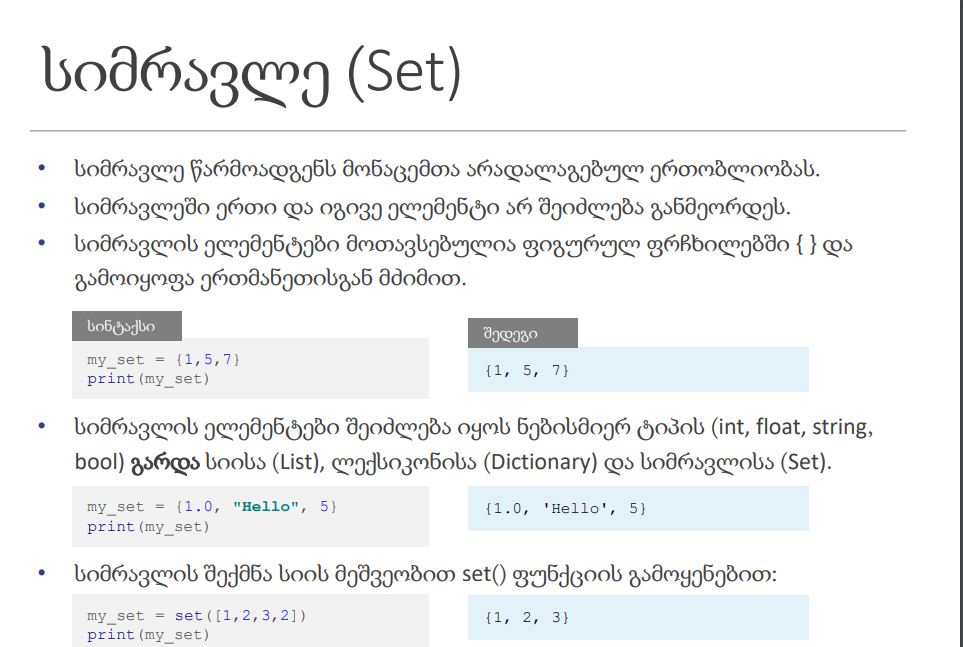 სიმრავლე (Set)
• სიმრავლე წარმოადგენს მონაცემთა არადალაგებულ ერთობლიობას.
• სიმრავლეში ერთი და იგივე ელემენტი არ შეიძლება განმეორდეს.
• სიმრავლის ელემენტები მოთავსებულია ფიგურულ ფრჩხილებში { } და
გამოიყოფა ერთმანეთისგან მძიმით.
სინტაქსი
my_set = {1,5,7}
print(my_set)
შედეგი
{1, 5, 7}
• სიმრავლის ელემენტები შეიძლება იყოს ნებისმიერ ტიპის (int, float, string,
bool) გარდა სიისა (List), ლექსიკონისა (Dictionary) და სიმრავლისა (Set).
my_set = {1.0, "Hello", 5}
print(my_set)
{1.0, 'Hello', 5}
• სიმრავლის შექმნა სიის მეშვეობით set() ფუნქციის გამოყენებით:
my_set = set([1,2,3,2])
print(my_set)
{1, 2, 3}